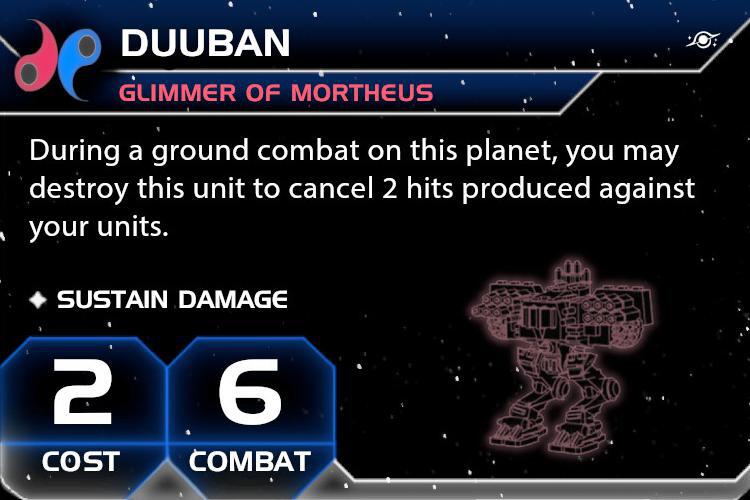 DUUBAN
GLIMMER OF MORTHEUS
During a ground combat on this planet, you may
destroy this unit to cancel 2 hits produced against
your units.
SUSTAIN DAMAGE
2 6
COST COMBAT